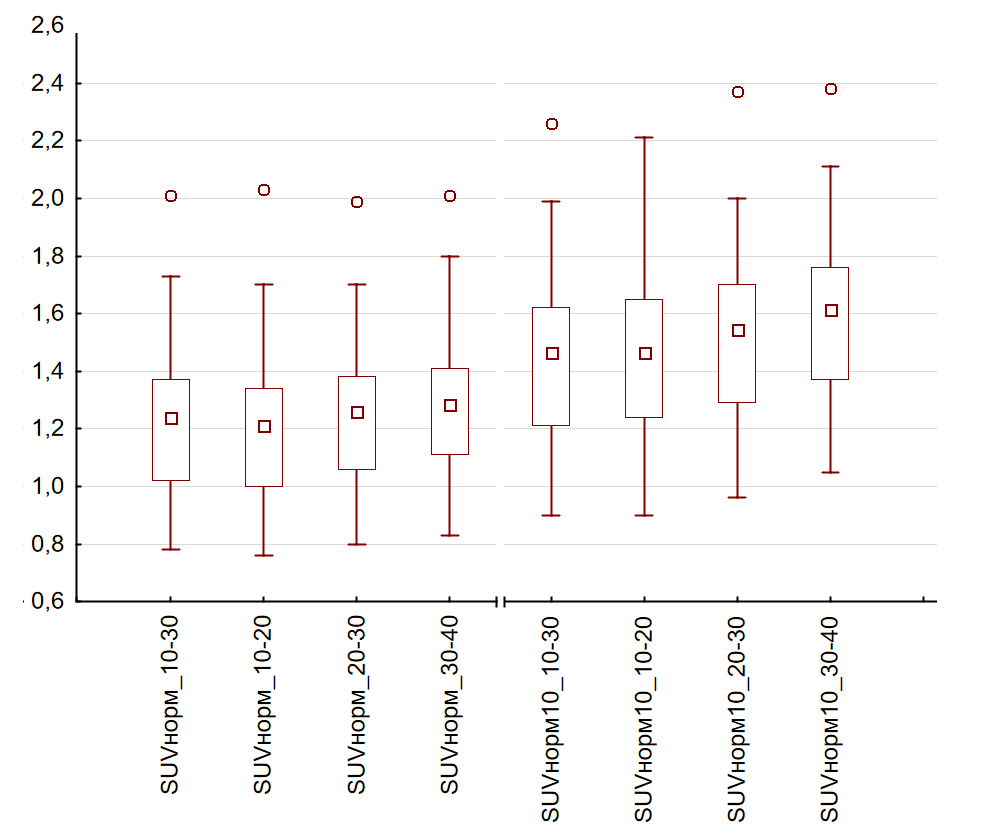 2,6
2,4
2,2
2,0
1,8
1,6
1,4
1,2
1,0
0,8
0,6
SUVнорм_10-30
SUVнорм_10-20
SUVнорм_20-30
SUVнорм_30-40
SUVнорм10_10-30
SUVнорм10_10-20
SUVнорм10_20-30
SUVнорм10_30-40